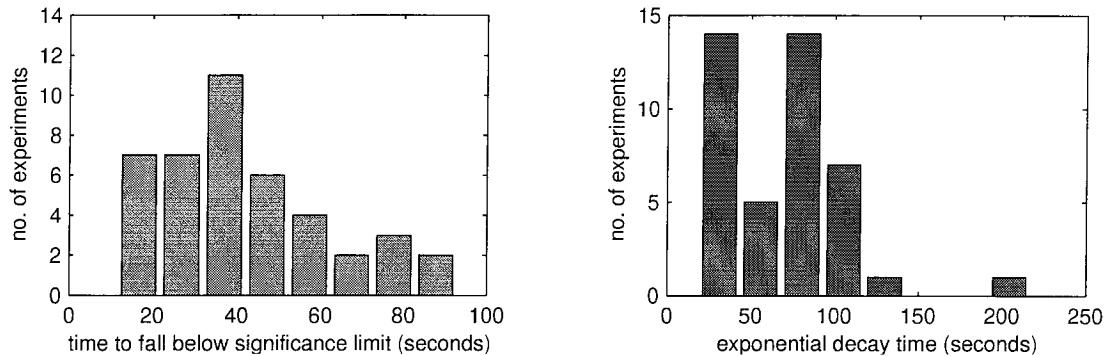 14
12
10
8
6
4
2
0
no. of experiments
0 20 40 60 80 100
time to fall below significance limit (seconds)
15
10
5
0
no. of experiments
0 50 100 150 200 250
exponential decay time (seconds)